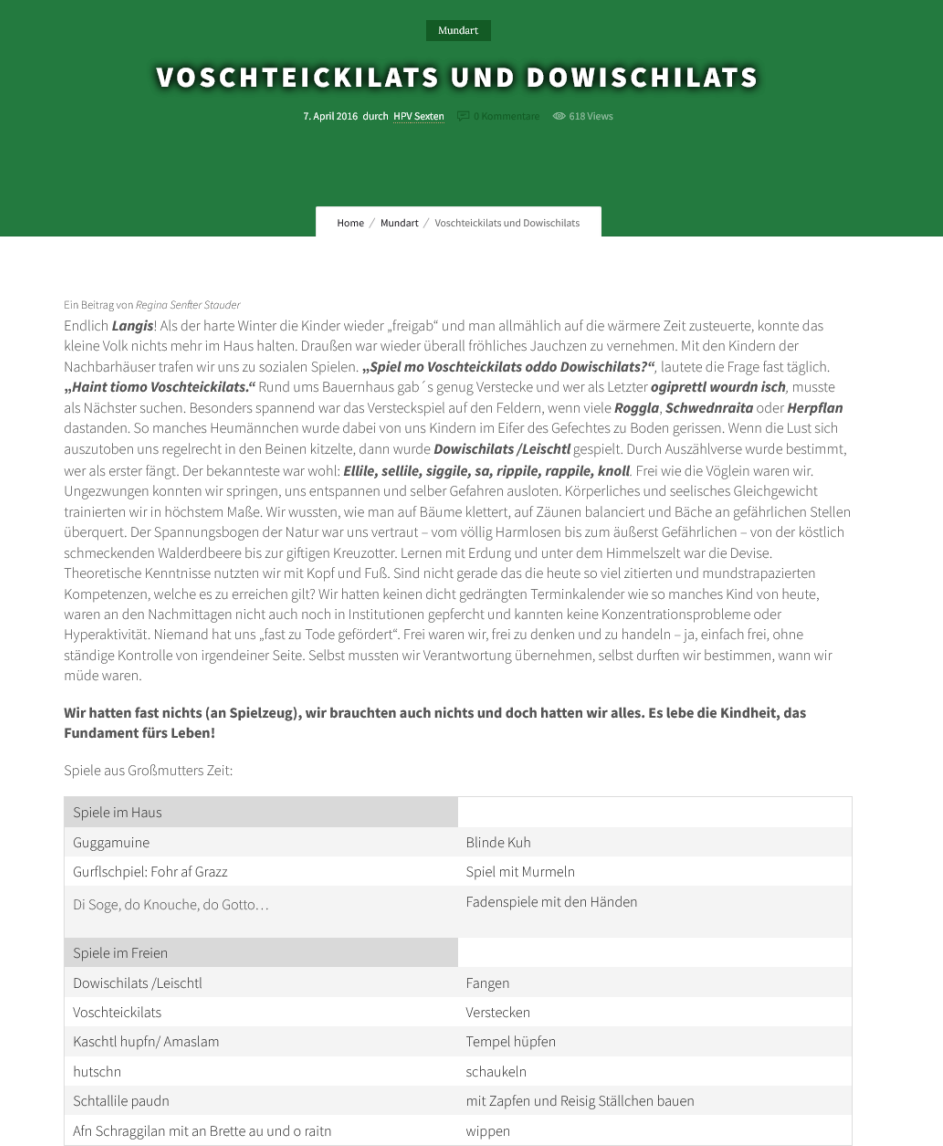 Mundart
VOSCHTEICKILATS UND DOWISCHILATS
7. April 2016 durch HPV Sexten 0 Kommentare 618 Views
Home / Mundart / Voschteickilats und Dowischilats
Ein Beitrag von Regina Senfter Stauder
Endlich Langis! Als der harte Winter die Kinder wieder „freigab“ und man allmählich auf die wärmere Zeit zusteuerte, konnte das
kleine Volk nichts mehr im Haus halten. Draußen war wieder überall fröhliches Jauchzen zu vernehmen. Mit den Kindern der
Nachbarhäuser trafen wir uns zu sozialen Spielen. „Spiel mo Voschteickilats oddo Dowischilats?“, lautete die Frage fast täglich.
„Haint tiomo Voschteickilats.“ Rund ums Bauernhaus gab´s genug Verstecke und wer als Letzter ogiprettl wourdn isch, musste
als Nächster suchen. Besonders spannend war das Versteckspiel auf den Feldern, wenn viele Roggla, Schwednraita oder Herpflan
dastanden. So manches Heumännchen wurde dabei von uns Kindern im Eifer des Gefechtes zu Boden gerissen. Wenn die Lust sich
auszutoben uns regelrecht in den Beinen kitzelte, dann wurde Dowischilats /Leischtl gespielt. Durch Auszählverse wurde bestimmt,
wer als erster fängt. Der bekannteste war wohl: Ellile, sellile, siggile, sa, rippile, rappile, knoll. Frei wie die Vöglein waren wir.
Ungezwungen konnten wir springen, uns entspannen und selber Gefahren ausloten. Körperliches und seelisches Gleichgewicht
trainierten wir in höchstem Maße. Wir wussten, wie man auf Bäume klettert, auf Zäunen balanciert und Bäche an gefährlichen Stellen
überquert. Der Spannungsbogen der Natur war uns vertraut – vom völlig Harmlosen bis zum äußerst Gefährlichen – von der köstlich
schmeckenden Walderdbeere bis zur giftigen Kreuzotter. Lernen mit Erdung und unter dem Himmelszelt war die Devise.
Theoretische Kenntnisse nutzten wir mit Kopf und Fuß. Sind nicht gerade das die heute so viel zitierten und mundstrapazierten
Kompetenzen, welche es zu erreichen gilt? Wir hatten keinen dicht gedrängten Terminkalender wie so manches Kind von heute,
waren an den Nachmittagen nicht auch noch in Institutionen gepfercht und kannten keine Konzentrationsprobleme oder
Hyperaktivität. Niemand hat uns „fast zu Tode gefördert“. Frei waren wir, frei zu denken und zu handeln – ja, einfach frei, ohne
ständige Kontrolle von irgendeiner Seite. Selbst mussten wir Verantwortung übernehmen, selbst durften wir bestimmen, wann wir
müde waren.
Wir hatten fast nichts (an Spielzeug), wir brauchten auch nichts und doch hatten wir alles. Es lebe die Kindheit, das
Fundament fürs Leben!
Spiele aus Großmutters Zeit:
Spiele im Haus
Guggamuine Blinde Kuh
Gurflschpiel: Fohr af Grazz Spiel mit Murmeln
Di Soge, do Knouche, do Gotto… Fadenspiele mit den Händen
Spiele im Freien
Dowischilats /Leischtl Fangen
Voschteickilats Verstecken
Kaschtl hupfn/ Amaslam Tempel hüpfen
hutschn schaukeln
Schtallile paudn mit Zapfen und Reisig Ställchen bauen
Afn Schraggilan mit an Brette au und o raitn wippen